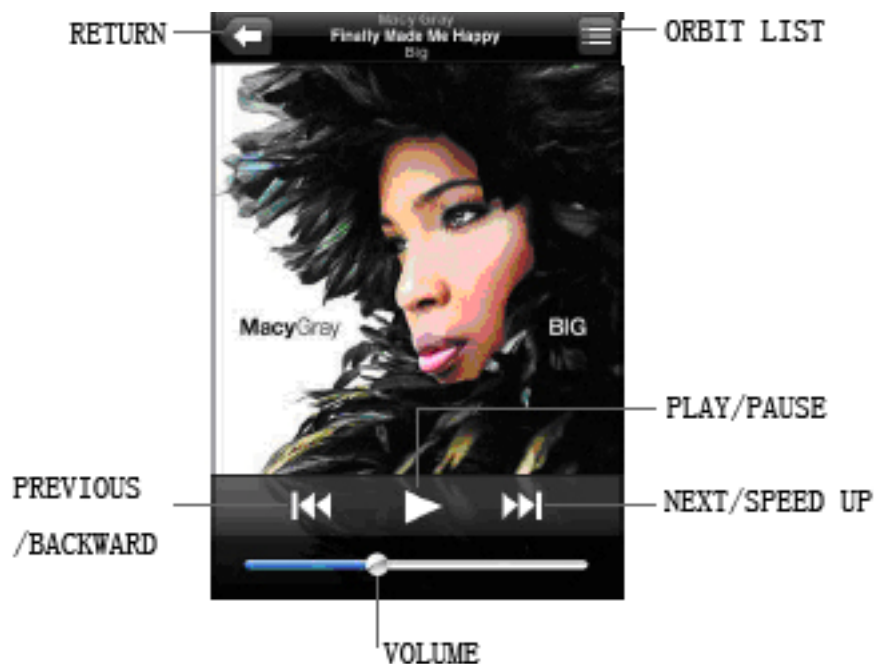 Macy Gray
RETURN
Finally Made Me Happy
ORBIT LIST
Big
MacyGray
BIG
PLAY/PAUSE
PREVIOUS
/BACKWARD
NEXT/SPEED UP
VOLUME